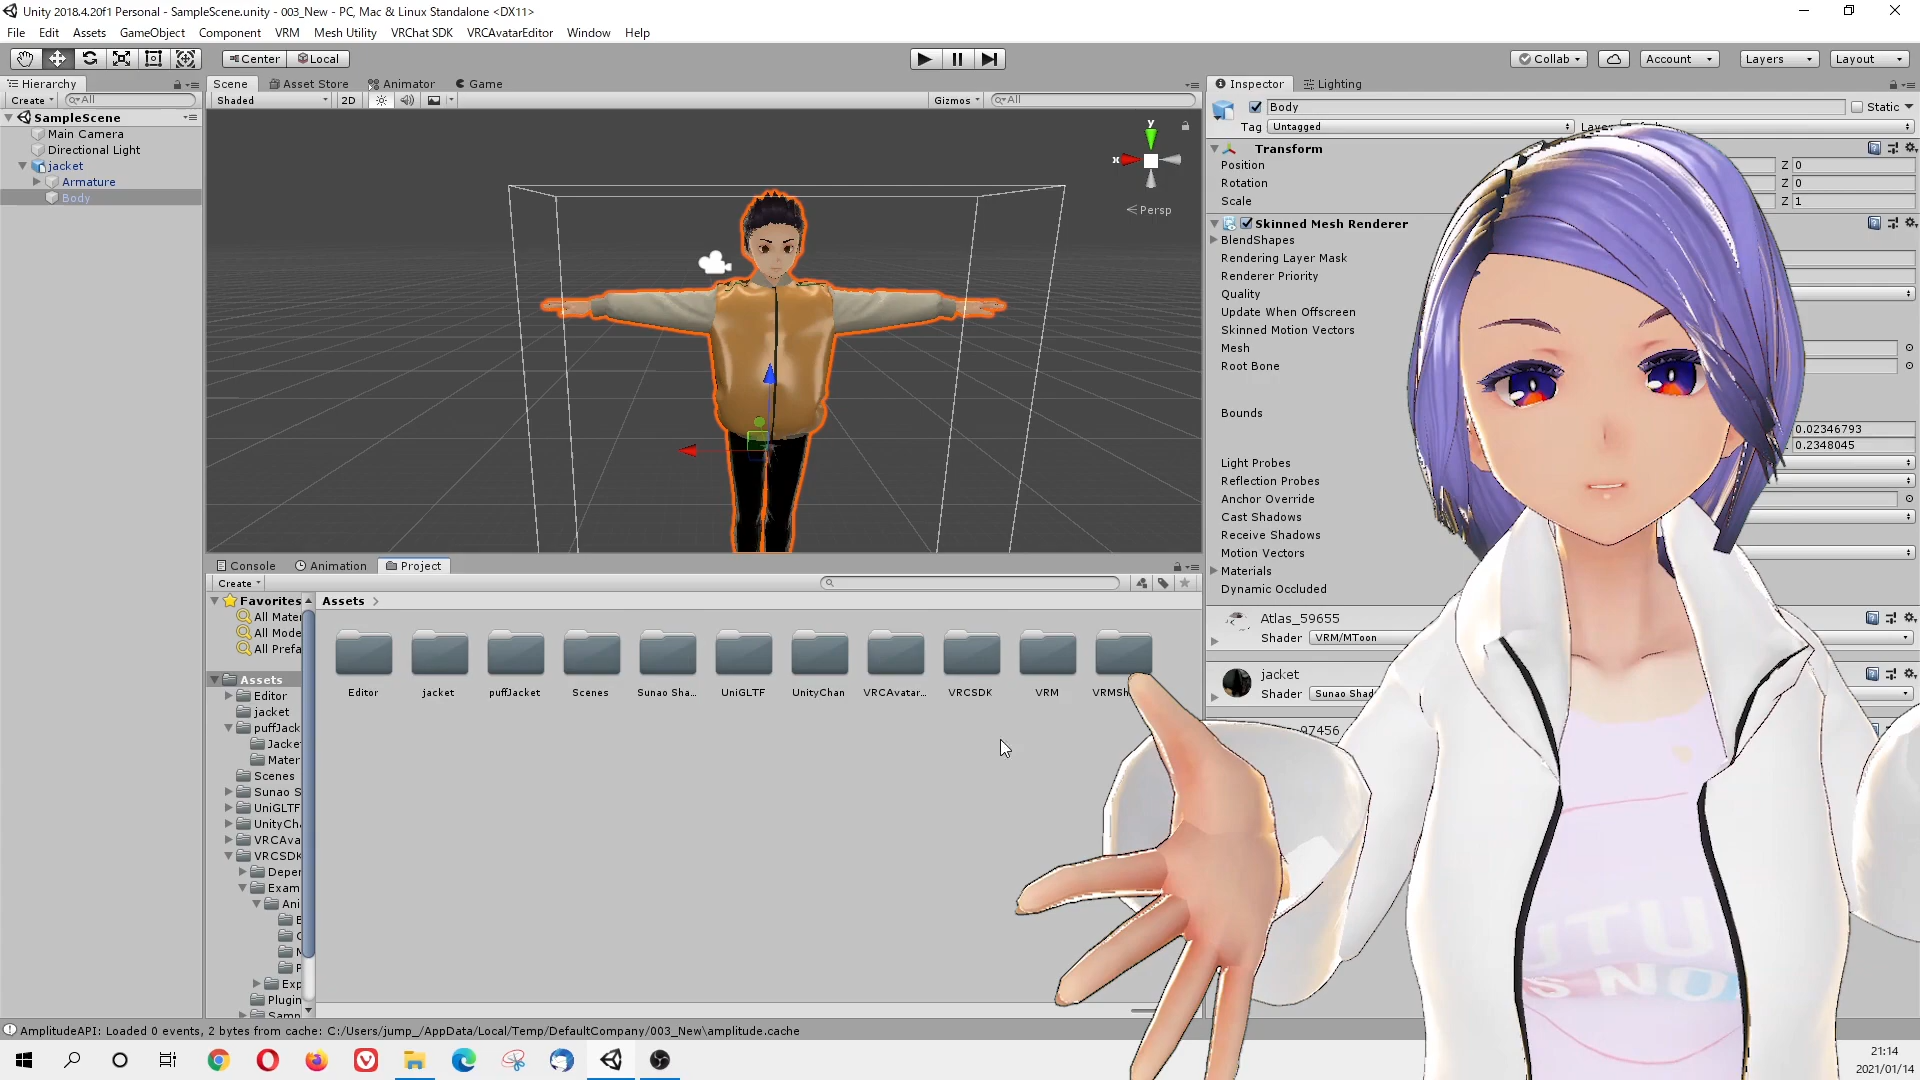 Unity 2018.4.20f1 Personal - SampleScene.unity - 003_New - PC, Mac & Linux Standalone <DX11>
File Edit Assets GameObject Component VRM Mesh Utility VRChat SDK VRCAvatarEditor Window Help
Center Local
Collab Account Layers Layout
Hierarchy
Create All
SampleScene
Main Camera
Directional Light
jacket
Armature
Body
Scene Asset Store Animator Game
Shaded 2D Gizmos All
y
x
Persp
Inspector Lighting
Body Static
Tag Untagged
Transform
Position Z 0
Rotation Z 0
Scale Z 1
Skinned Mesh Renderer
BlendShapes
Rendering Layer Mask
Renderer Priority
Quality
Update When Offscreen
Skinned Motion Vectors
Mesh
Root Bone
Bounds
0.02346793
0.2348045
Light Probes
Reflection Probes
Anchor Override
Cast Shadows
Receive Shadows
Motion Vectors
Materials
Dynamic Occluded
Atlas_59655
Shader VRM/MToon
jacket
Shader Sunao Shad
97456
Console Animation Project
Create
Favorites
All Mater
All Mode
All Prefa
Assets
Editor
jacket
puffJack
Jacke
Mater
Scenes
Sunao S
UniGLTF
UnityCh
VRCAva
VRCSDK
Deper
Exam
Ani
Exp
Plugin
Samp
Assets >
Editor jacket puffJacket Scenes Sunao Sha... UniGLTF UnityChan VRCAvatar... VRCSDK VRM VRMSh
AmplitudeAPI: Loaded 0 events, 2 bytes from cache: C:/Users/jump_/AppData/Local/Temp/DefaultCompany/003_New\amplitude.cache
21:14
2021/01/14